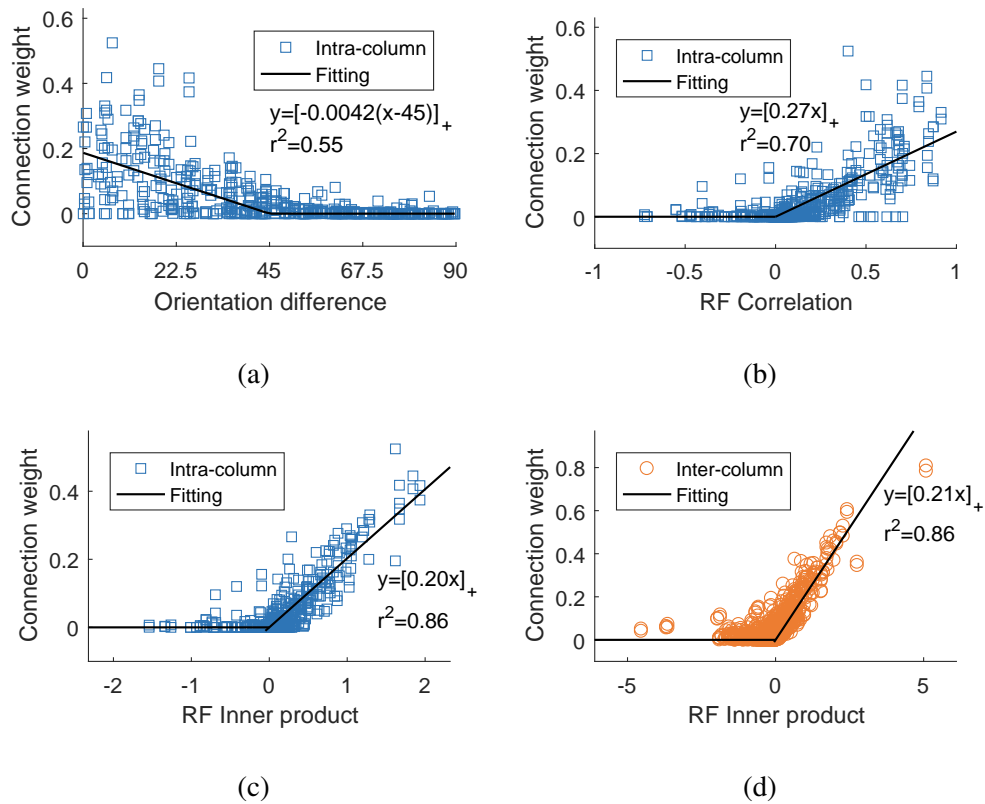 0.6
0.4
0.2
0
Connection weight
Intra-column
Fitting
y=[-0.0042(x-45)]₊
r²=0.55
0 22.5 45 67.5 90
Orientation difference
(a)
0.6
0.4
0.2
0
Connection weight
Intra-column
Fitting
y=[0.27x]₊
r²=0.70
-1 -0.5 0 0.5 1
RF Correlation
(b)
0.4
0.2
0
Connection weight
Intra-column
Fitting
y=[0.20x]₊
r²=0.86
-2 -1 0 1 2
RF Inner product
(c)
0.8
0.6
0.4
0.2
0
Connection weight
Inter-column
Fitting
y=[0.21x]₊
r²=0.86
-5 0 5
RF Inner product
(d)